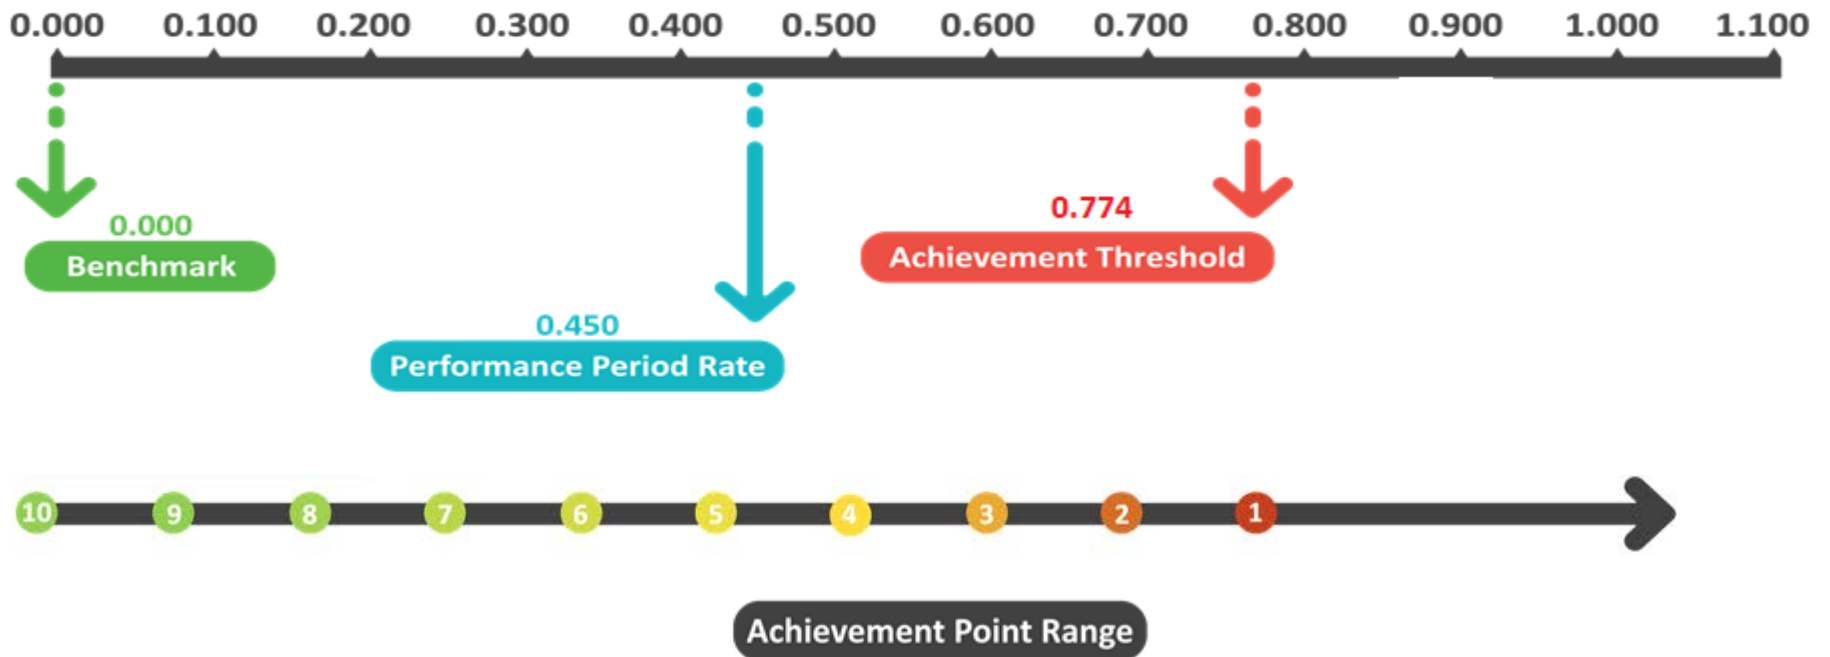 0.000 0.100 0.200 0.300 0.400 0.500 0.600 0.700 0.800 0.900 1.000 1.100
0.774
Achievement Threshold
0.000
Benchmark
0.450
Performance Period Rate
10 9 8 7 6 5 4 3 2 1
Achievement Point Range